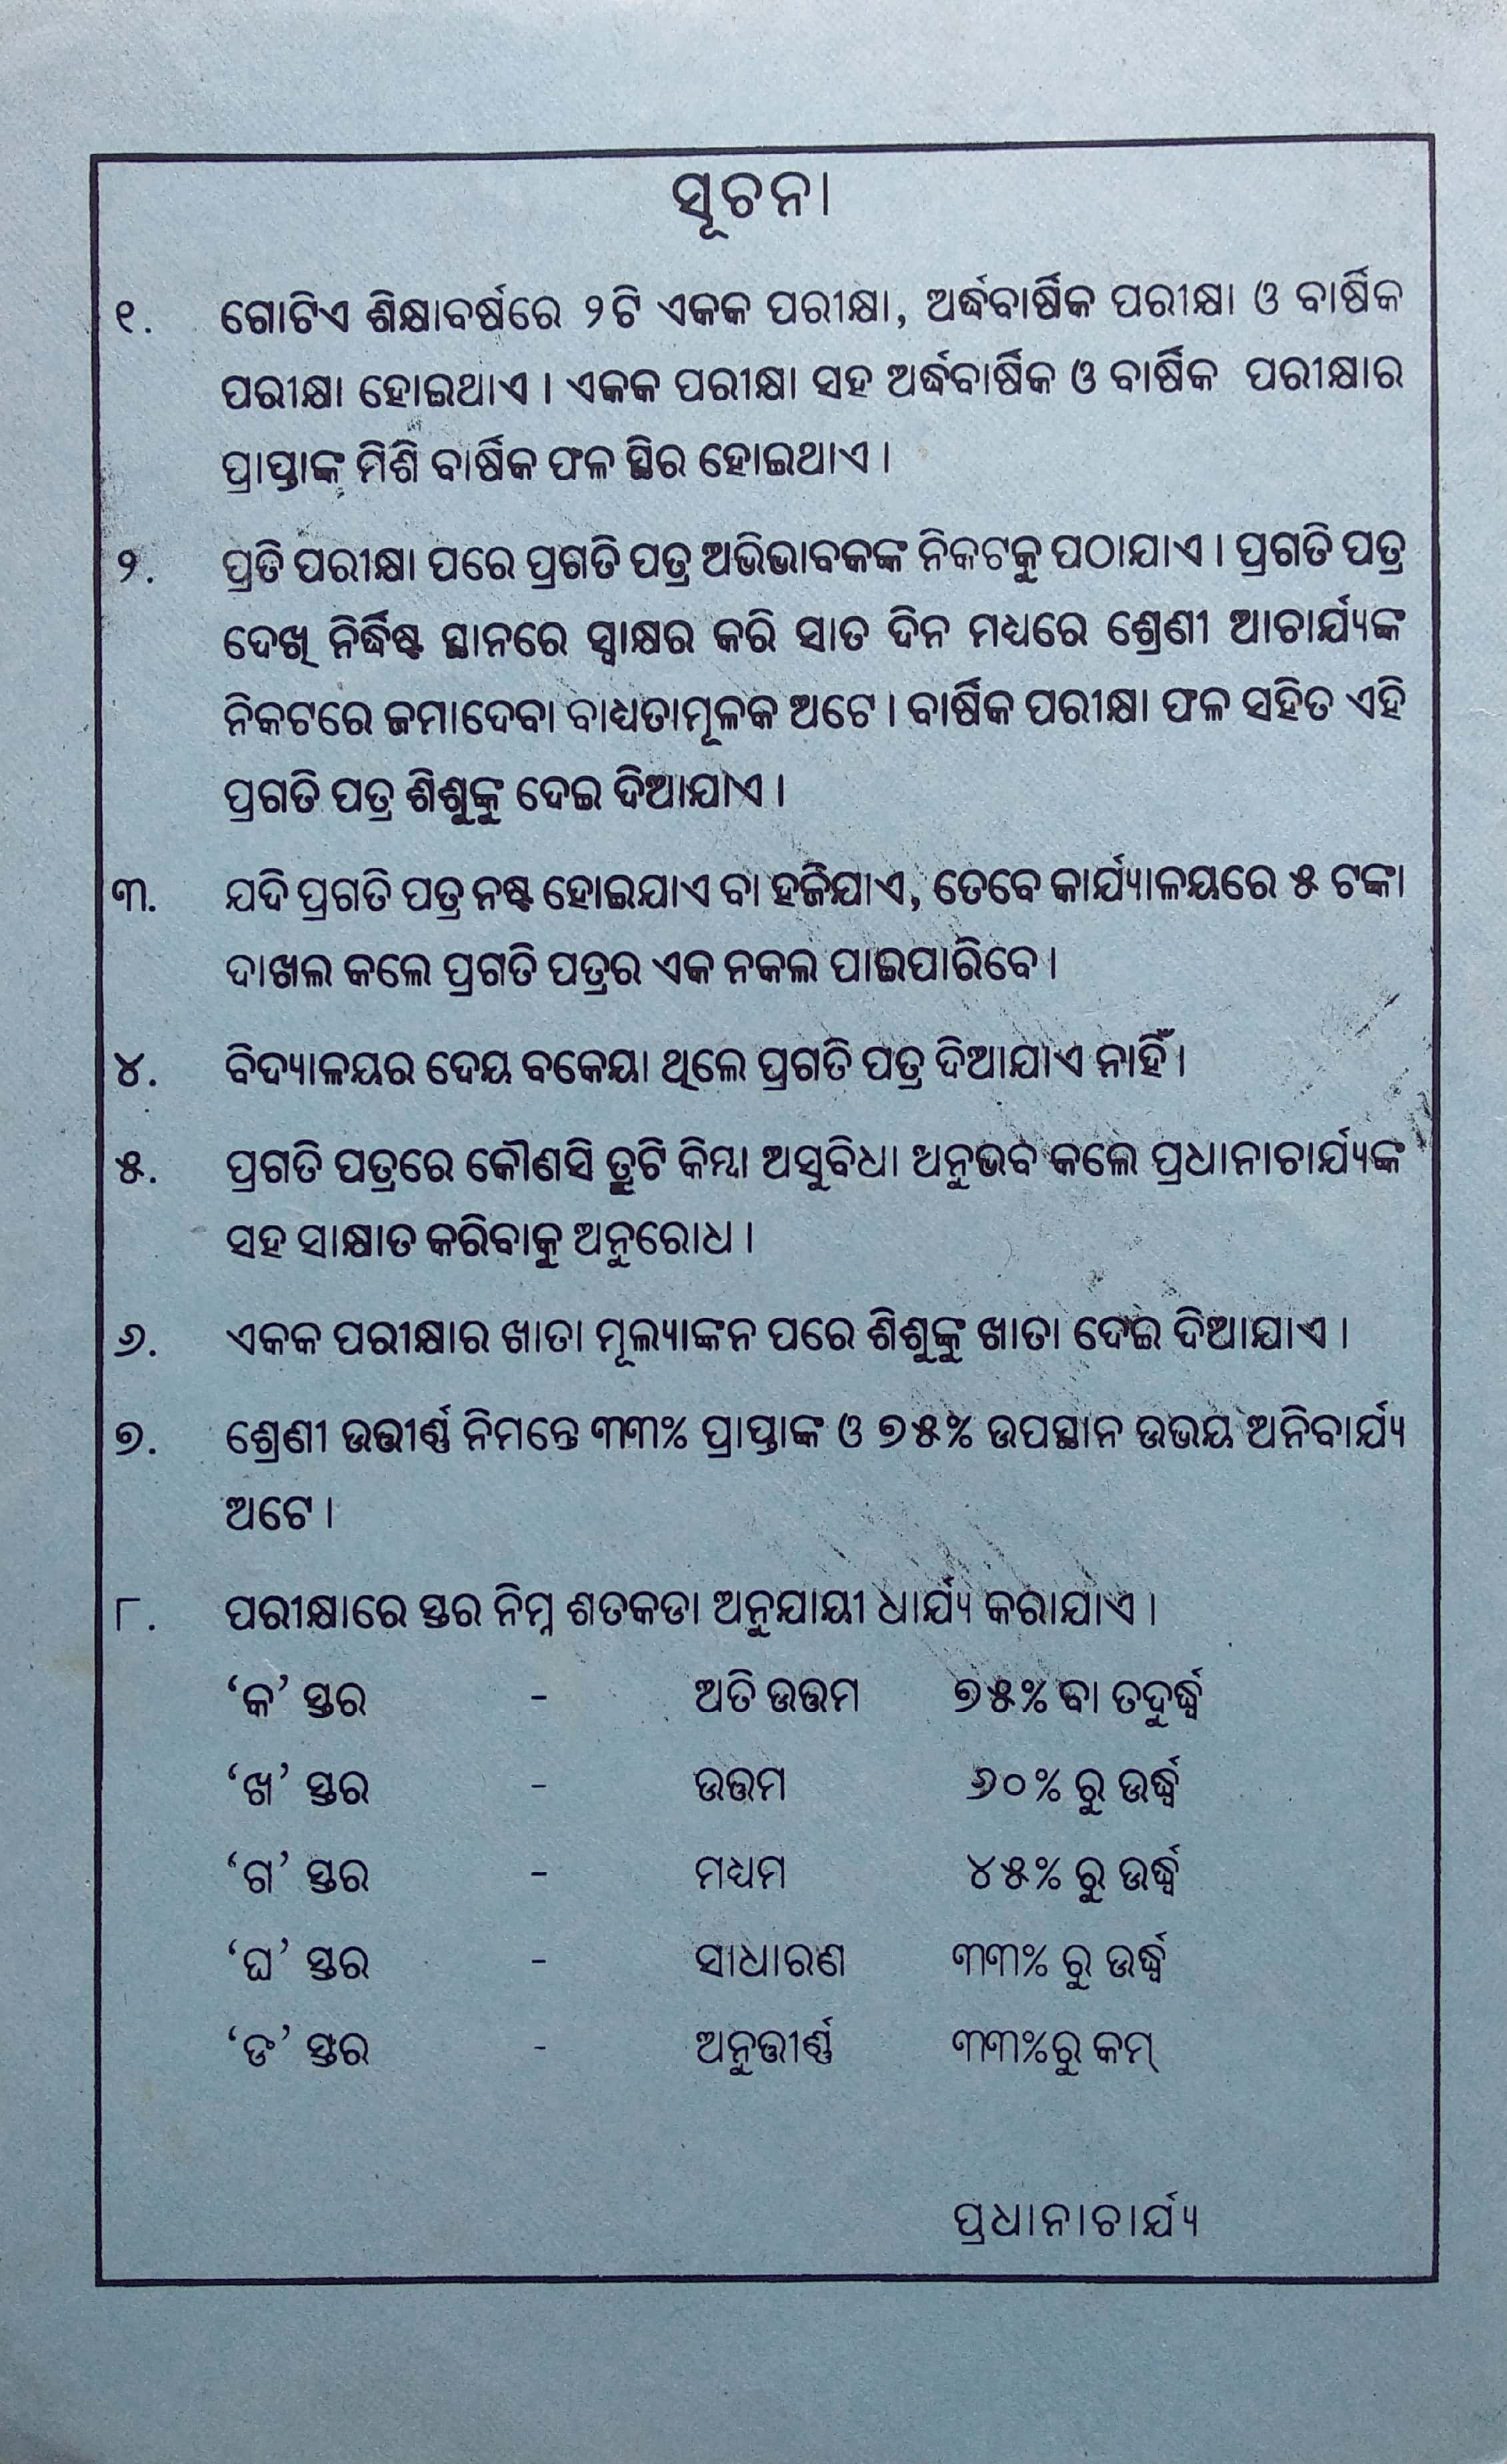 ସୂଚନା
୧. ଗୋଟିଏ ଶିକ୍ଷାବର୍ଷରେ ୨ଟି ଏକକ ପରୀକ୍ଷା, ଅର୍ଦ୍ଧବାର୍ଷିକ ପରୀକ୍ଷା ଓ ବାର୍ଷିକ
ପରୀକ୍ଷା ହୋଇଥାଏ । ଏକକ ପରୀକ୍ଷା ସହ ଅର୍ଦ୍ଧବାର୍ଷିକ ଓ ବାର୍ଷିକ ପରୀକ୍ଷାର
ପ୍ରାପ୍ତାଙ୍କ ମିଶି ବାର୍ଷିକ ଫଳ ସ୍ଥିର ହୋଇଥାଏ ।
୨. ପ୍ରତି ପରୀକ୍ଷା ପରେ ପ୍ରଗତି ପତ୍ର ଅଭିଭାବକଙ୍କ ନିକଟକୁ ପଠାଯାଏ । ପ୍ରଗତି ପତ୍ର
ଦେଖି ନିର୍ଦ୍ଧିଷ୍ଟ ସ୍ଥାନରେ ସ୍ୱାକ୍ଷର କରି ସାତ ଦିନ ମଧ୍ୟରେ ଶ୍ରେଣୀ ଆଚାର୍ଯ୍ୟଙ୍କ
ନିକଟରେ ଜମାଦେବା ବାଧ୍ୟତାମୂଳକ ଅଟେ । ବାର୍ଷିକ ପରୀକ୍ଷା ଫଳ ସହିତ ଏହି
ପ୍ରଗତି ପତ୍ର ଶିଶୁଙ୍କୁ ଦେଇ ଦିଆଯାଏ ।
୩. ଯଦି ପ୍ରଗତି ପତ୍ର ନଷ୍ଟ ହୋଇଯାଏ ବା ହଜିଯାଏ, ତେବେ କାର୍ଯ୍ୟାଳୟରେ ୫ ଟଙ୍କା
ଦାଖଲ କଲେ ପ୍ରଗତି ପତ୍ରର ଏକ ନକଲ ପାଇପାରିବେ ।
୪. ବିଦ୍ୟାଳୟର ଦେୟ ବକେୟା ଥିଲେ ପ୍ରଗତି ପତ୍ର ଦିଆଯାଏ ନାହିଁ ।
୫. ପ୍ରଗତି ପତ୍ରରେ କୌଣସି ତ୍ରୁଟି କିମ୍ବା ଅସୁବିଧା ଅନୁଭବ କଲେ ପ୍ରଧାନାଚାର୍ଯ୍ୟଙ୍କ
ସହ ସାକ୍ଷାତ କରିବାକୁ ଅନୁରୋଧ ।
୬. ଏକକ ପରୀକ୍ଷାର ଖାତା ମୂଲ୍ୟାଙ୍କନ ପରେ ଶିଶୁଙ୍କୁ ଖାତା ଦେଇ ଦିଆଯାଏ ।
୭. ଶ୍ରେଣୀ ଉତ୍ତୀର୍ଣ୍ଣ ନିମନ୍ତେ ୩୩% ପ୍ରାପ୍ତାଙ୍କ ଓ ୭୫% ଉପସ୍ଥାନ ଉଭୟ ଅନିବାର୍ଯ୍ୟ
ଅଟେ ।
୮. ପରୀକ୍ଷାରେ ସ୍ତର ନିମ୍ନ ଶତକଡା ଅନୁଯାୟୀ ଧାର୍ଯ୍ୟ କରାଯାଏ ।
‘କ’ ସ୍ତର - ଅତି ଉତ୍ତମ ୭୫% ବା ତଦୁର୍ଦ୍ଧ୍ୱ
‘ଖ’ ସ୍ତର - ଉତ୍ତମ ୬୦% ରୁ ଉର୍ଦ୍ଧ୍ୱ
‘ଗ’ ସ୍ତର - ମଧ୍ୟମ ୪୫% ରୁ ଉର୍ଦ୍ଧ୍ୱ
‘ଘ’ ସ୍ତର - ସାଧାରଣ ୩୩% ରୁ ଉର୍ଦ୍ଧ୍ୱ
‘ଙ’ ସ୍ତର - ଅନୁତ୍ତୀର୍ଣ୍ଣ ୩୩%ରୁ କମ୍
ପ୍ରଧାନାଚାର୍ଯ୍ୟ